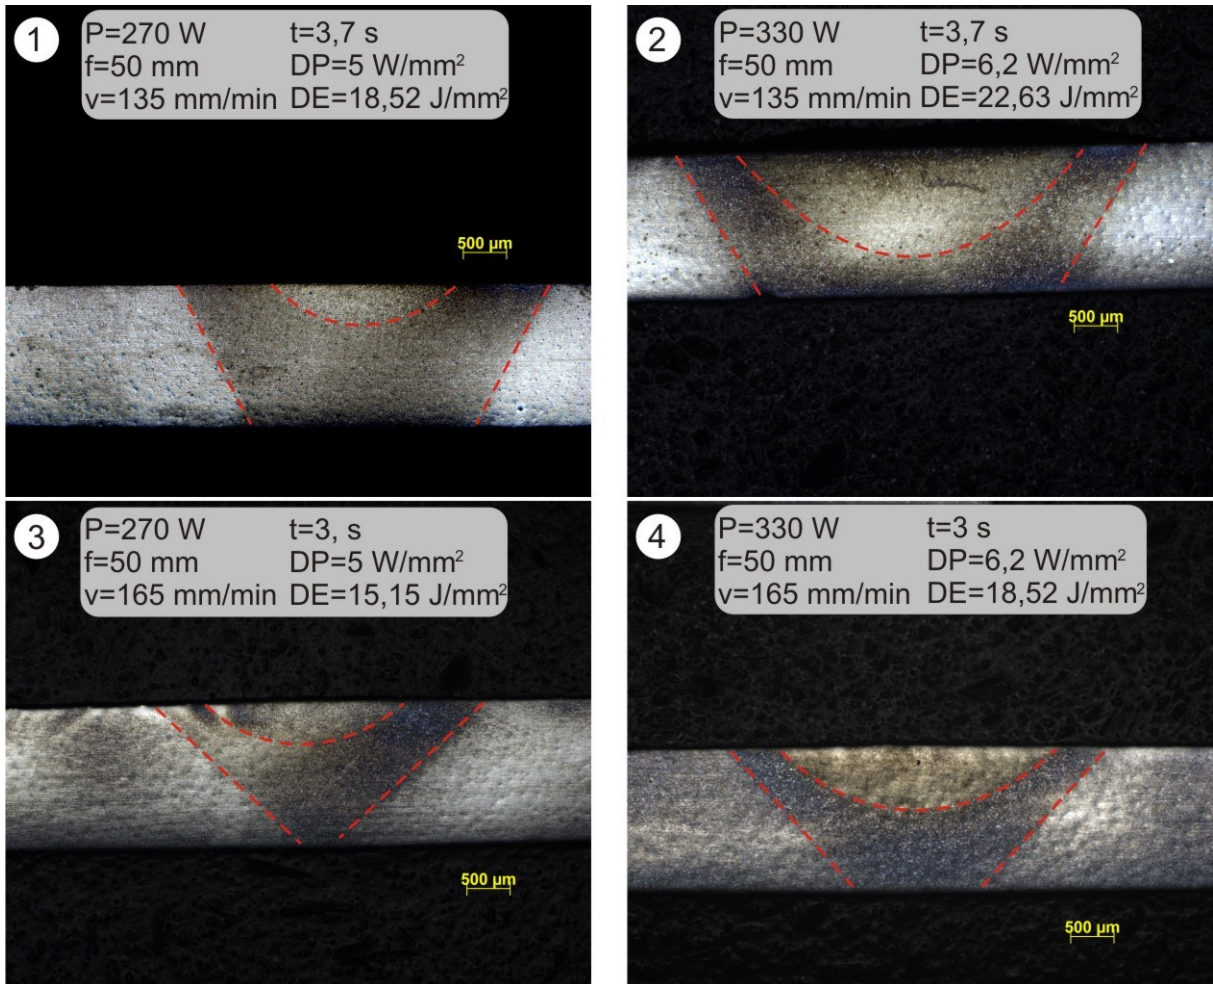 1
P=270 W t=3,7 s
f=50 mm DP=5 W/mm²
v=135 mm/min DE=18,52 J/mm²
500 µm
2
P=330 W t=3,7 s
f=50 mm DP=6,2 W/mm²
v=135 mm/min DE=22,63 J/mm²
500 µm
3
P=270 W t=3, s
f=50 mm DP=5 W/mm²
v=165 mm/min DE=15,15 J/mm²
500 µm
4
P=330 W t=3 s
f=50 mm DP=6,2 W/mm²
v=165 mm/min DE=18,52 J/mm²
500 µm